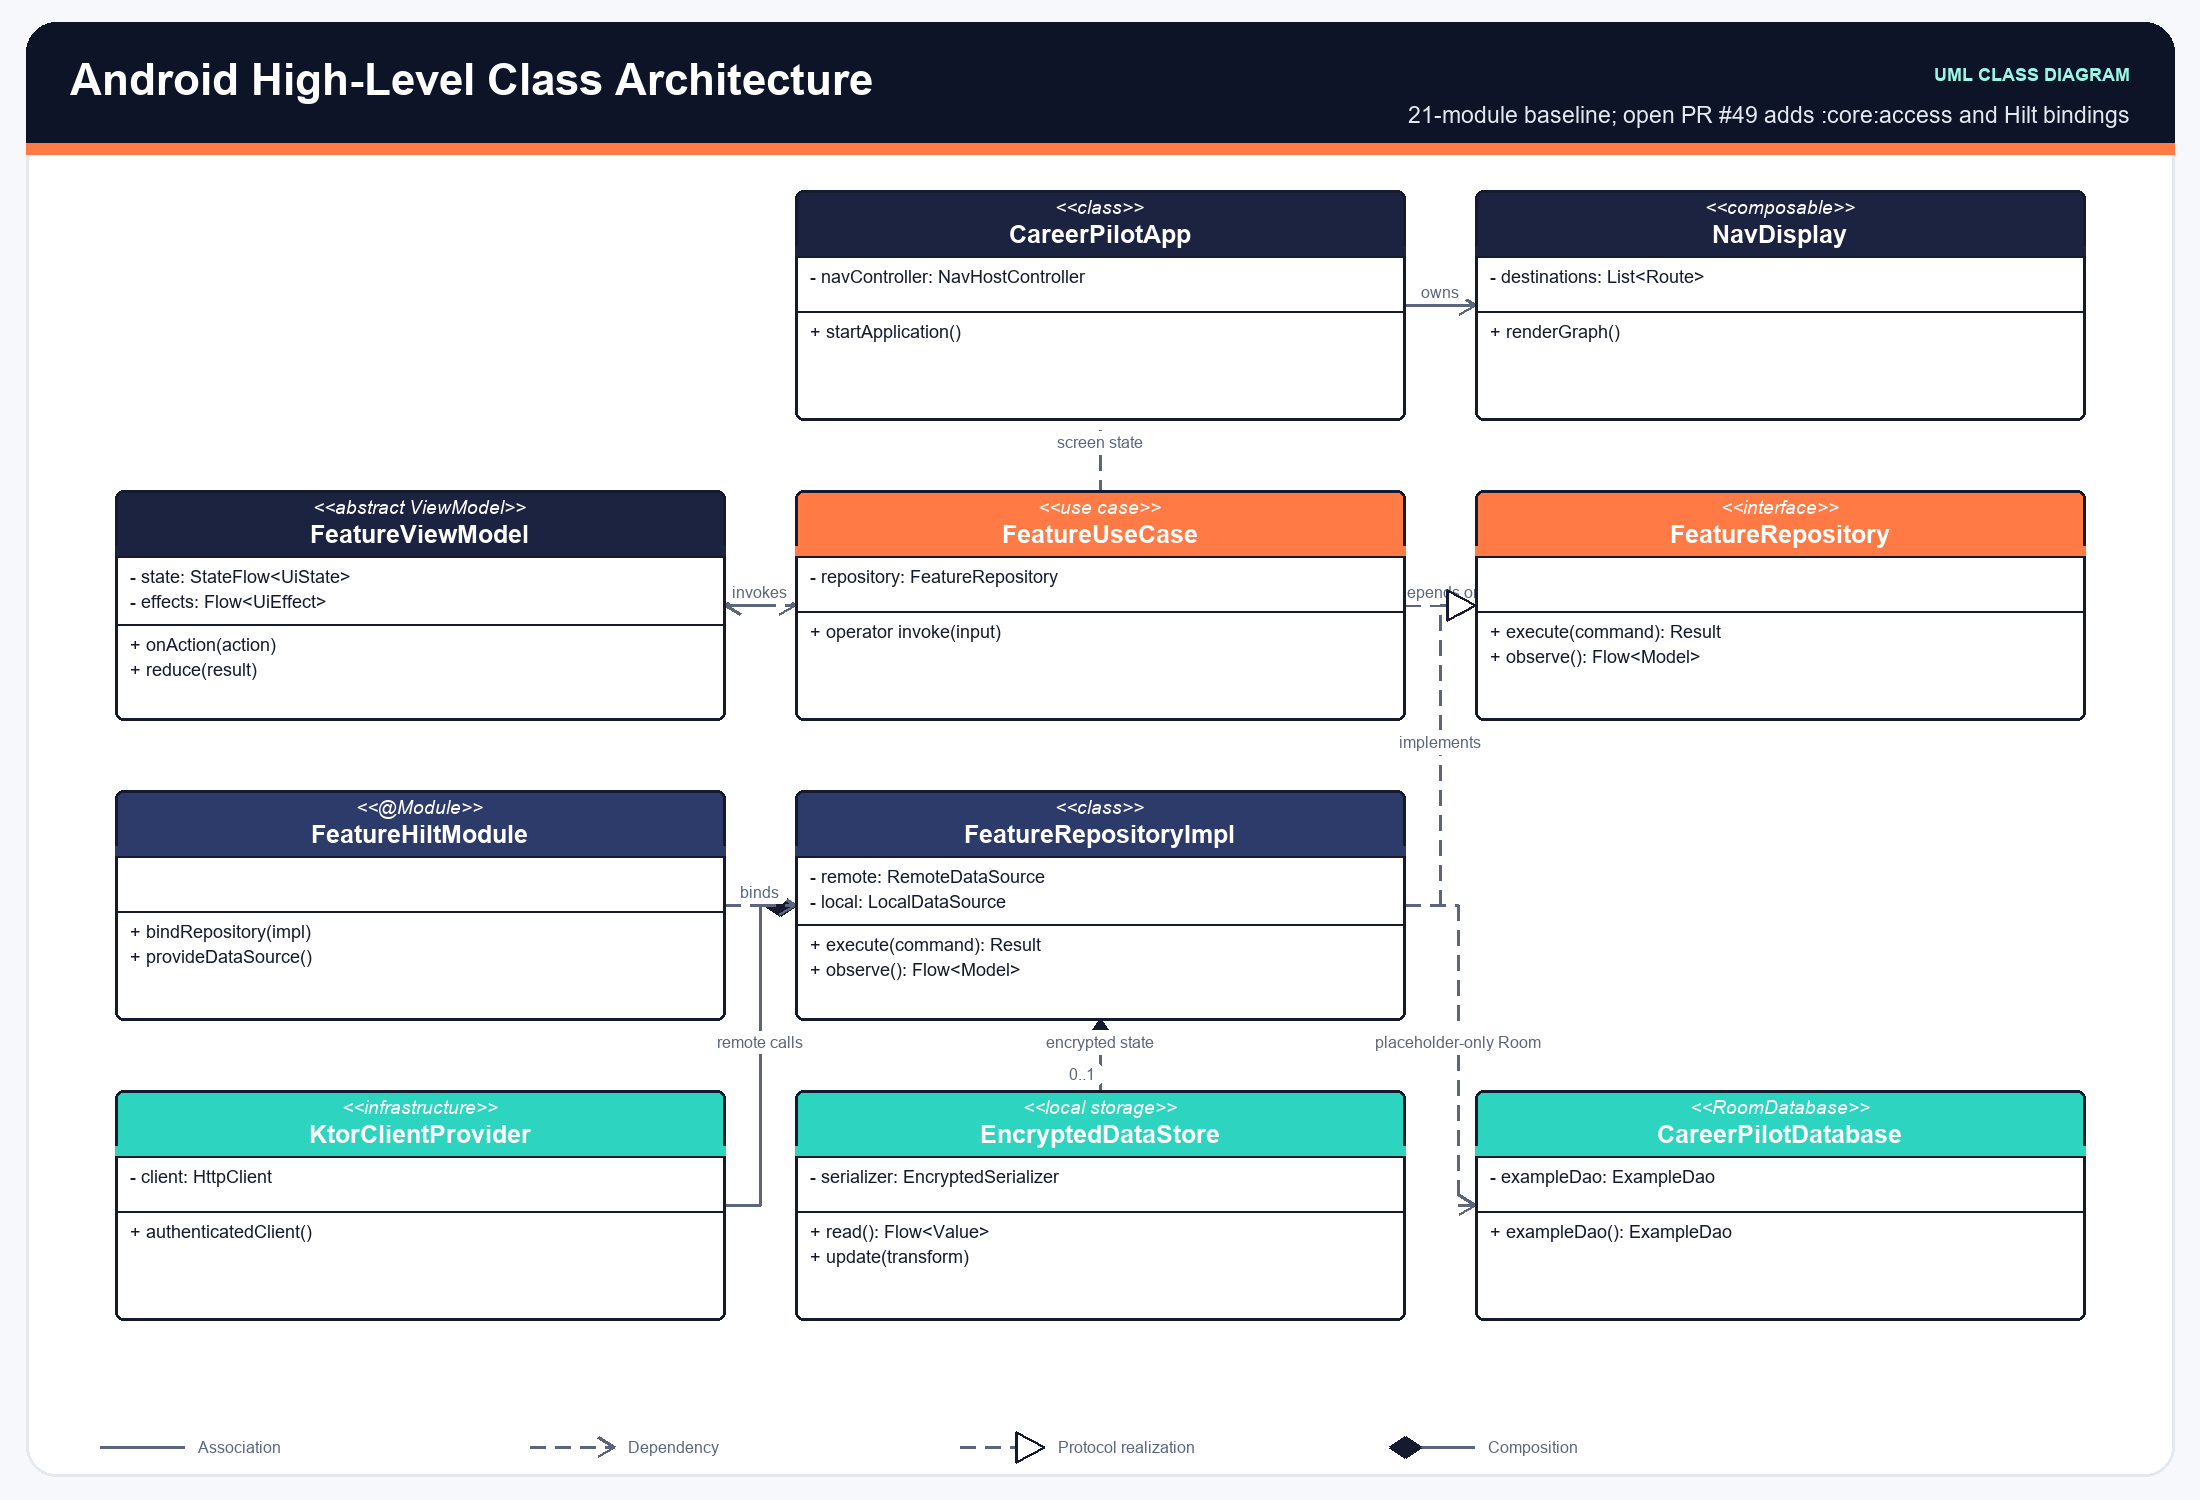 Android High-Level Class Architecture
UML CLASS DIAGRAM
21-module baseline; open PR #49 adds :core:access and Hilt bindings
<<class>>
CareerPilotApp
- navController: NavHostController
+ startApplication()
owns
<<composable>>
NavDisplay
- destinations: List<Route>
+ renderGraph()
screen state
<<abstract ViewModel>>
FeatureViewModel
- state: StateFlow<UiState>
- effects: Flow<UiEffect>
+ onAction(action)
+ reduce(result)
invokes
<<use case>>
FeatureUseCase
- repository: FeatureRepository
+ operator invoke(input)
epends on
<<interface>>
FeatureRepository
+ execute(command): Result
+ observe(): Flow<Model>
implements
<<@Module>>
FeatureHiltModule
+ bindRepository(impl)
+ provideDataSource()
binds
<<class>>
FeatureRepositoryImpl
- remote: RemoteDataSource
- local: LocalDataSource
+ execute(command): Result
+ observe(): Flow<Model>
remote calls
encrypted state
0..1
placeholder-only Room
<<infrastructure>>
KtorClientProvider
- client: HttpClient
+ authenticatedClient()
<<local storage>>
EncryptedDataStore
- serializer: EncryptedSerializer
+ read(): Flow<Value>
+ update(transform)
<<RoomDatabase>>
CareerPilotDatabase
- exampleDao: ExampleDao
+ exampleDao(): ExampleDao
Association
Dependency
Protocol realization
Composition